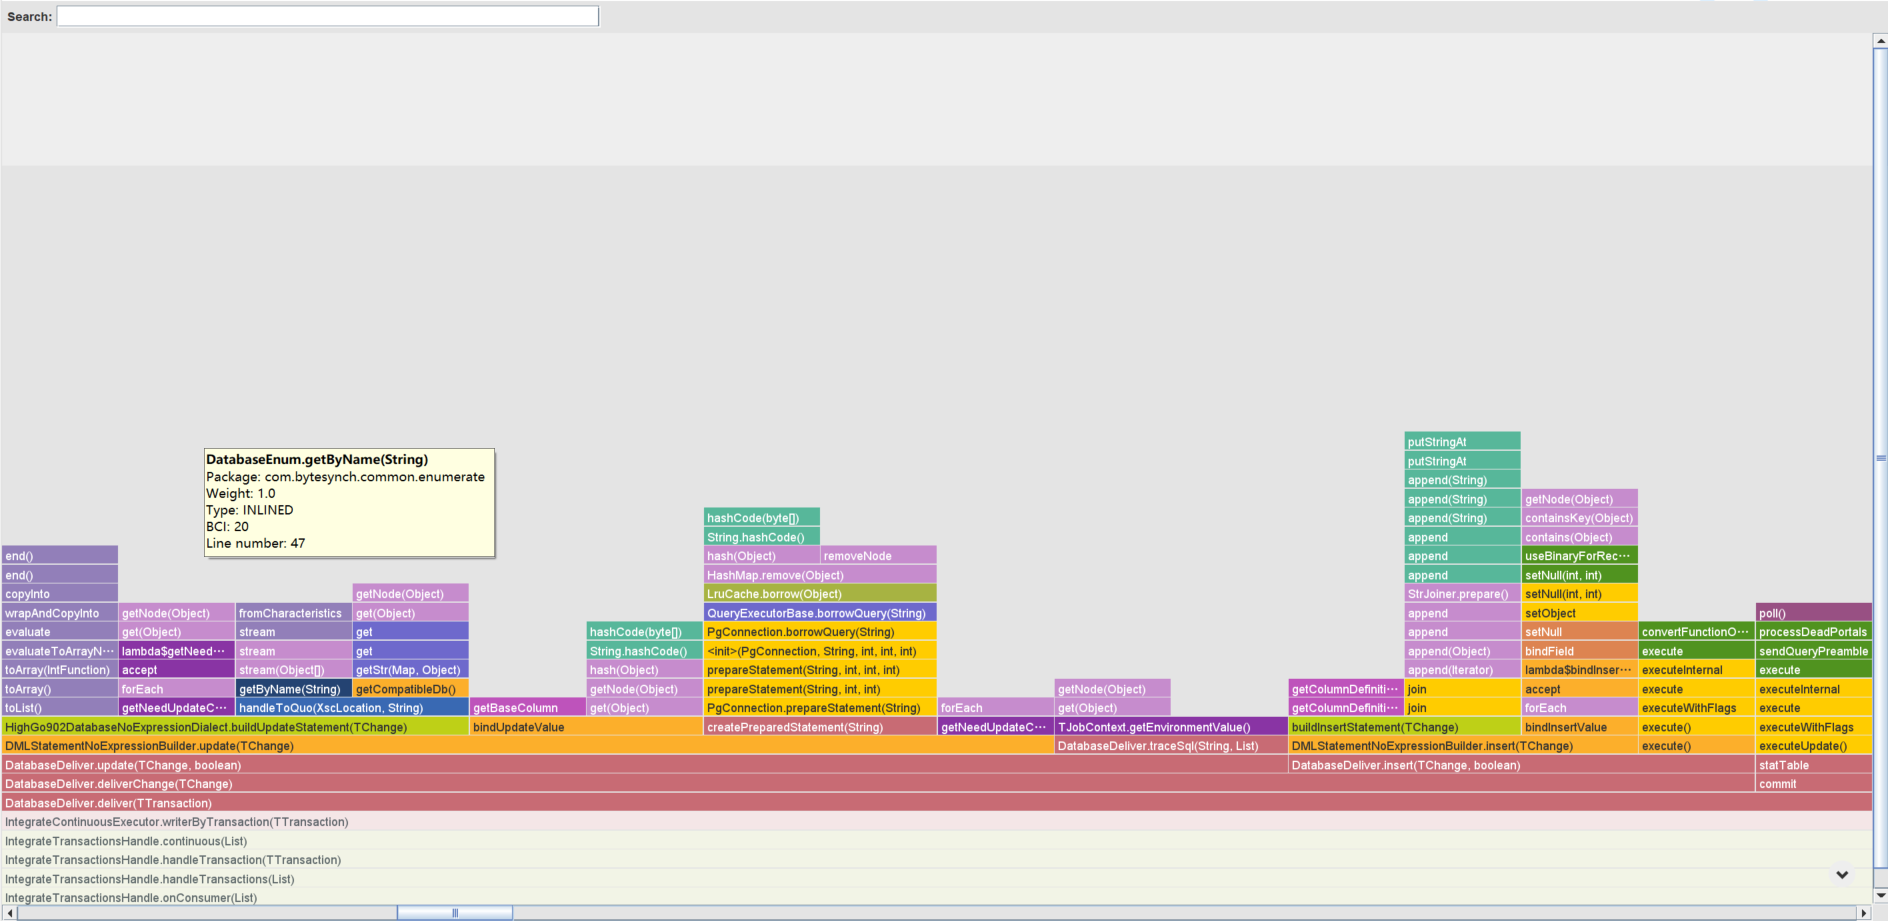 Search:
putStringAt
putStringAt
append(String)
append(String) getNode(Object)
hashCode(byte[]) append(String) containsKey(Object)
DatabaseEnum.getByName(String)
Package: com.bytesynch.common.enumerate
Weight: 1.0
Type: INLINED
BCI: 20
Line number: 47
String.hashCode() append contains(Object)
end() hash(Object) removeNode append useBinaryForRec⋯
end() HashMap.remove(Object) append setNull(int, int)
copyInto getNode(Object) LruCache.borrow(Object) StrJoiner.prepare() setNull(int, int)
wrapAndCopyInto getNode(Object) fromCharacteristics get(Object) QueryExecutorBase.borrowQuery(String) append setObject poll()
evaluate get(Object) stream get hashCode(byte[]) PgConnection.borrowQuery(String) append setNull convertFunctionO⋯ processDeadPortals
evaluateToArrayN⋯ lambda$getNeed⋯ stream get String.hashCode() <init>(PgConnection, String, int, int, int) append(Object) bindField execute sendQueryPreamble
toArray(IntFunction) accept stream(Object[]) getStr(Map, Object) hash(Object) prepareStatement(String, int, int, int) append(Iterator) lambda$bindInser⋯ executeInternal execute
toArray() forEach getByName(String) getCompatibleDb() getNode(Object) prepareStatement(String, int, int) getNode(Object) getColumnDefiniti⋯ join accept execute executeInternal
toList() getNeedUpdateC⋯ handleToQuo(XscLocation, String) getBaseColumn get(Object) PgConnection.prepareStatement(String) forEach get(Object) getColumnDefiniti⋯ join forEach executeWithFlags execute
HighGo902DatabaseNoExpressionDialect.buildUpdateStatement(TChange) bindUpdateValue createPreparedStatement(String) getNeedUpdateC⋯ TJobContext.getEnvironmentValue() buildInsertStatement(TChange) bindInsertValue execute executeWithFlags
DMLStatementNoExpressionBuilder.update(TChange) DatabaseDeliver.traceSql(String, List) DMLStatementNoExpressionBuilder.insert(TChange) execute() executeUpdate()
DatabaseDeliver.update(TChange, boolean) DatabaseDeliver.insert(TChange, boolean) statTable
DatabaseDeliver.deliverChange(TChange) commit
DatabaseDeliver.deliver(TTransaction)
IntegrateContinuousExecutor.writerByTransaction(TTransaction)
IntegrateTransactionsHandle.continuous(List)
IntegrateTransactionsHandle.handleTransaction(TTransaction)
IntegrateTransactionsHandle.handleTransactions(List)
IntegrateTransactionsHandle.onConsumer(List)